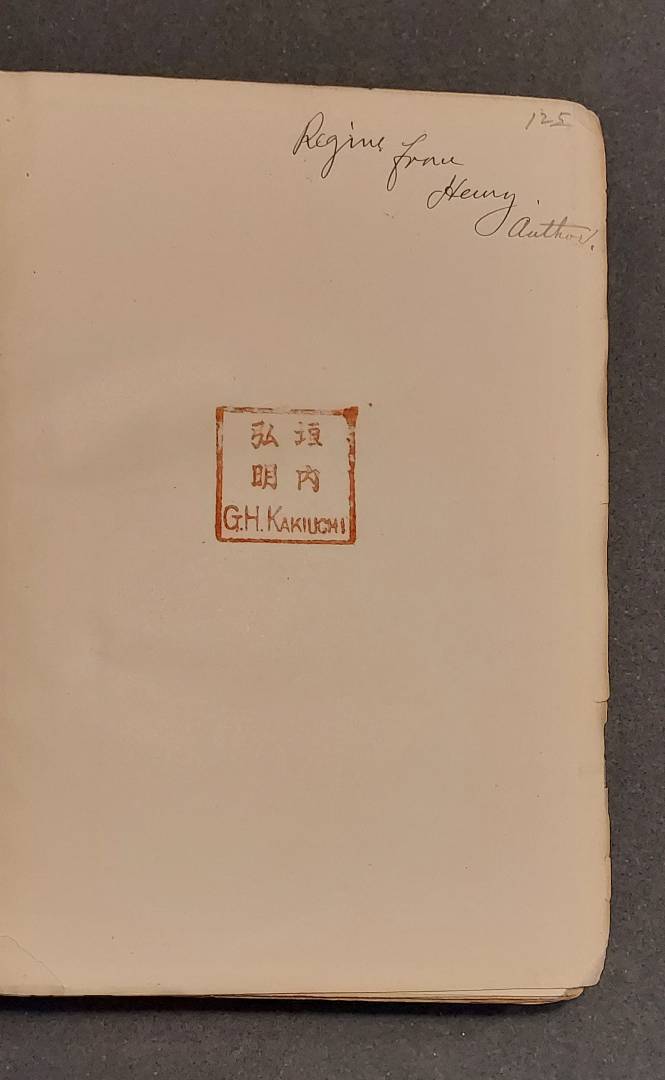 125
Regine from
Henry.
Author.
弘 垣
明 内
G.H. KAKIUCHI